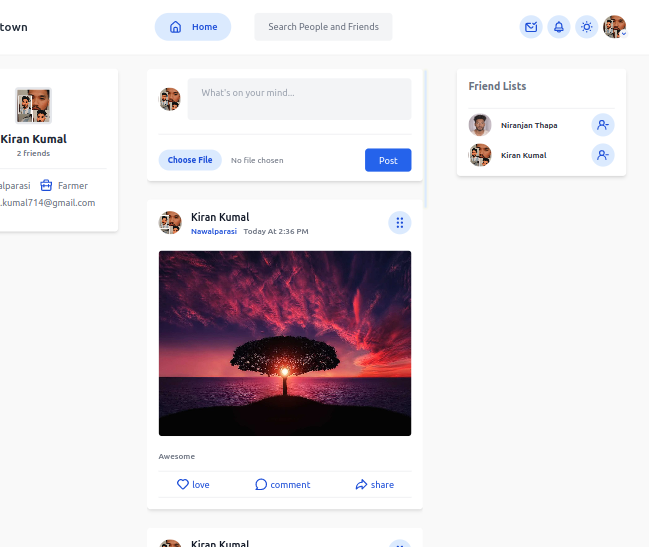 town
Home
Search People and Friends
Kiran Kumal
2 friends
alparasi Farmer
.kumal714@gmail.com
What's on your mind...
Choose File No file chosen
Post
Kiran Kumal
Nawalparasi Today At 2:36 PM
Awesome
love comment share
Kiran Kumal
Friend Lists
Niranjan Thapa
Kiran Kumal